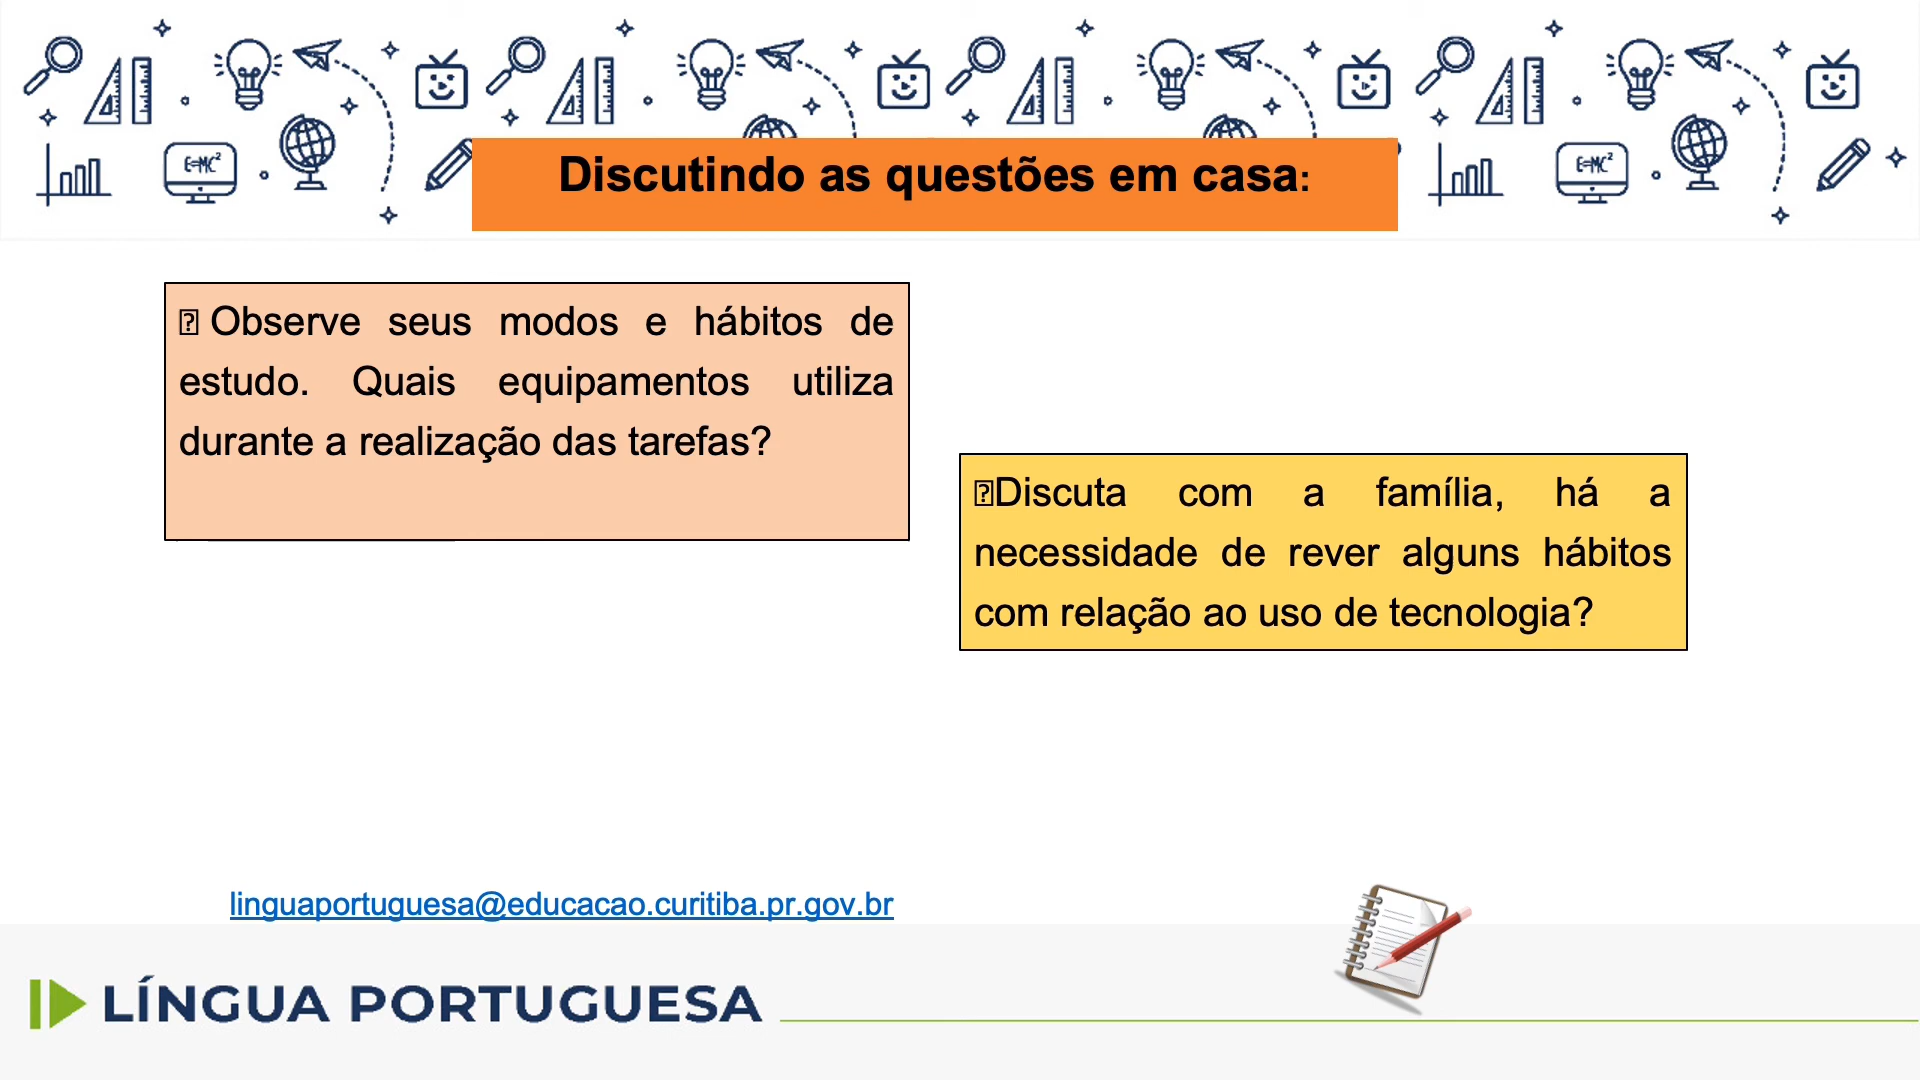 E=MC²
E=MC²
Discutindo as questões em casa:
Observe seus modos e hábitos de
estudo. Quais equipamentos utiliza
durante a realização das tarefas?
Discuta com a família, há a
necessidade de rever alguns hábitos
com relação ao uso de tecnologia?
linguaportuguesa@educacao.curitiba.pr.gov.br
LÍNGUA PORTUGUESA